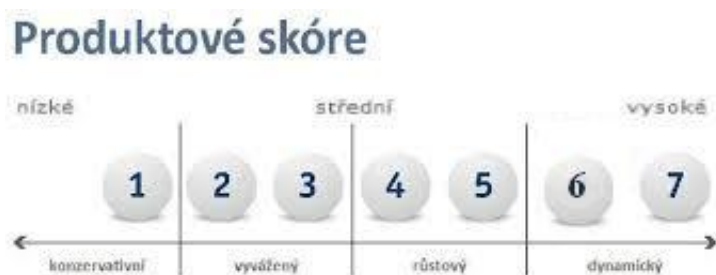 Produktové skóre
nízké střední vysoké
1 2 3 4 5 6 7
konzervativní vyvážený růstový dynamický